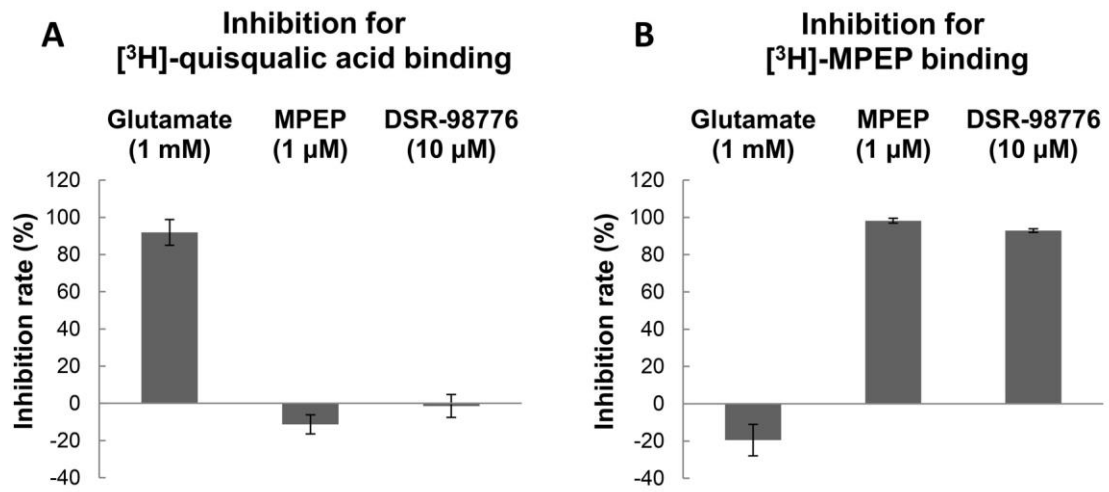 A
Inhibition for
[³H]-quisqualic acid binding
Glutamate MPEP DSR-98776
(1 mM) (1 µM) (10 µM)
Inhibition rate (%)
120
100
80
60
40
20
0
-20
-40
B
Inhibition for
[³H]-MPEP binding
Glutamate MPEP DSR-98776
(1 mM) (1 µM) (10 µM)
Inhibition rate (%)
120
100
80
60
40
20
0
-20
-40